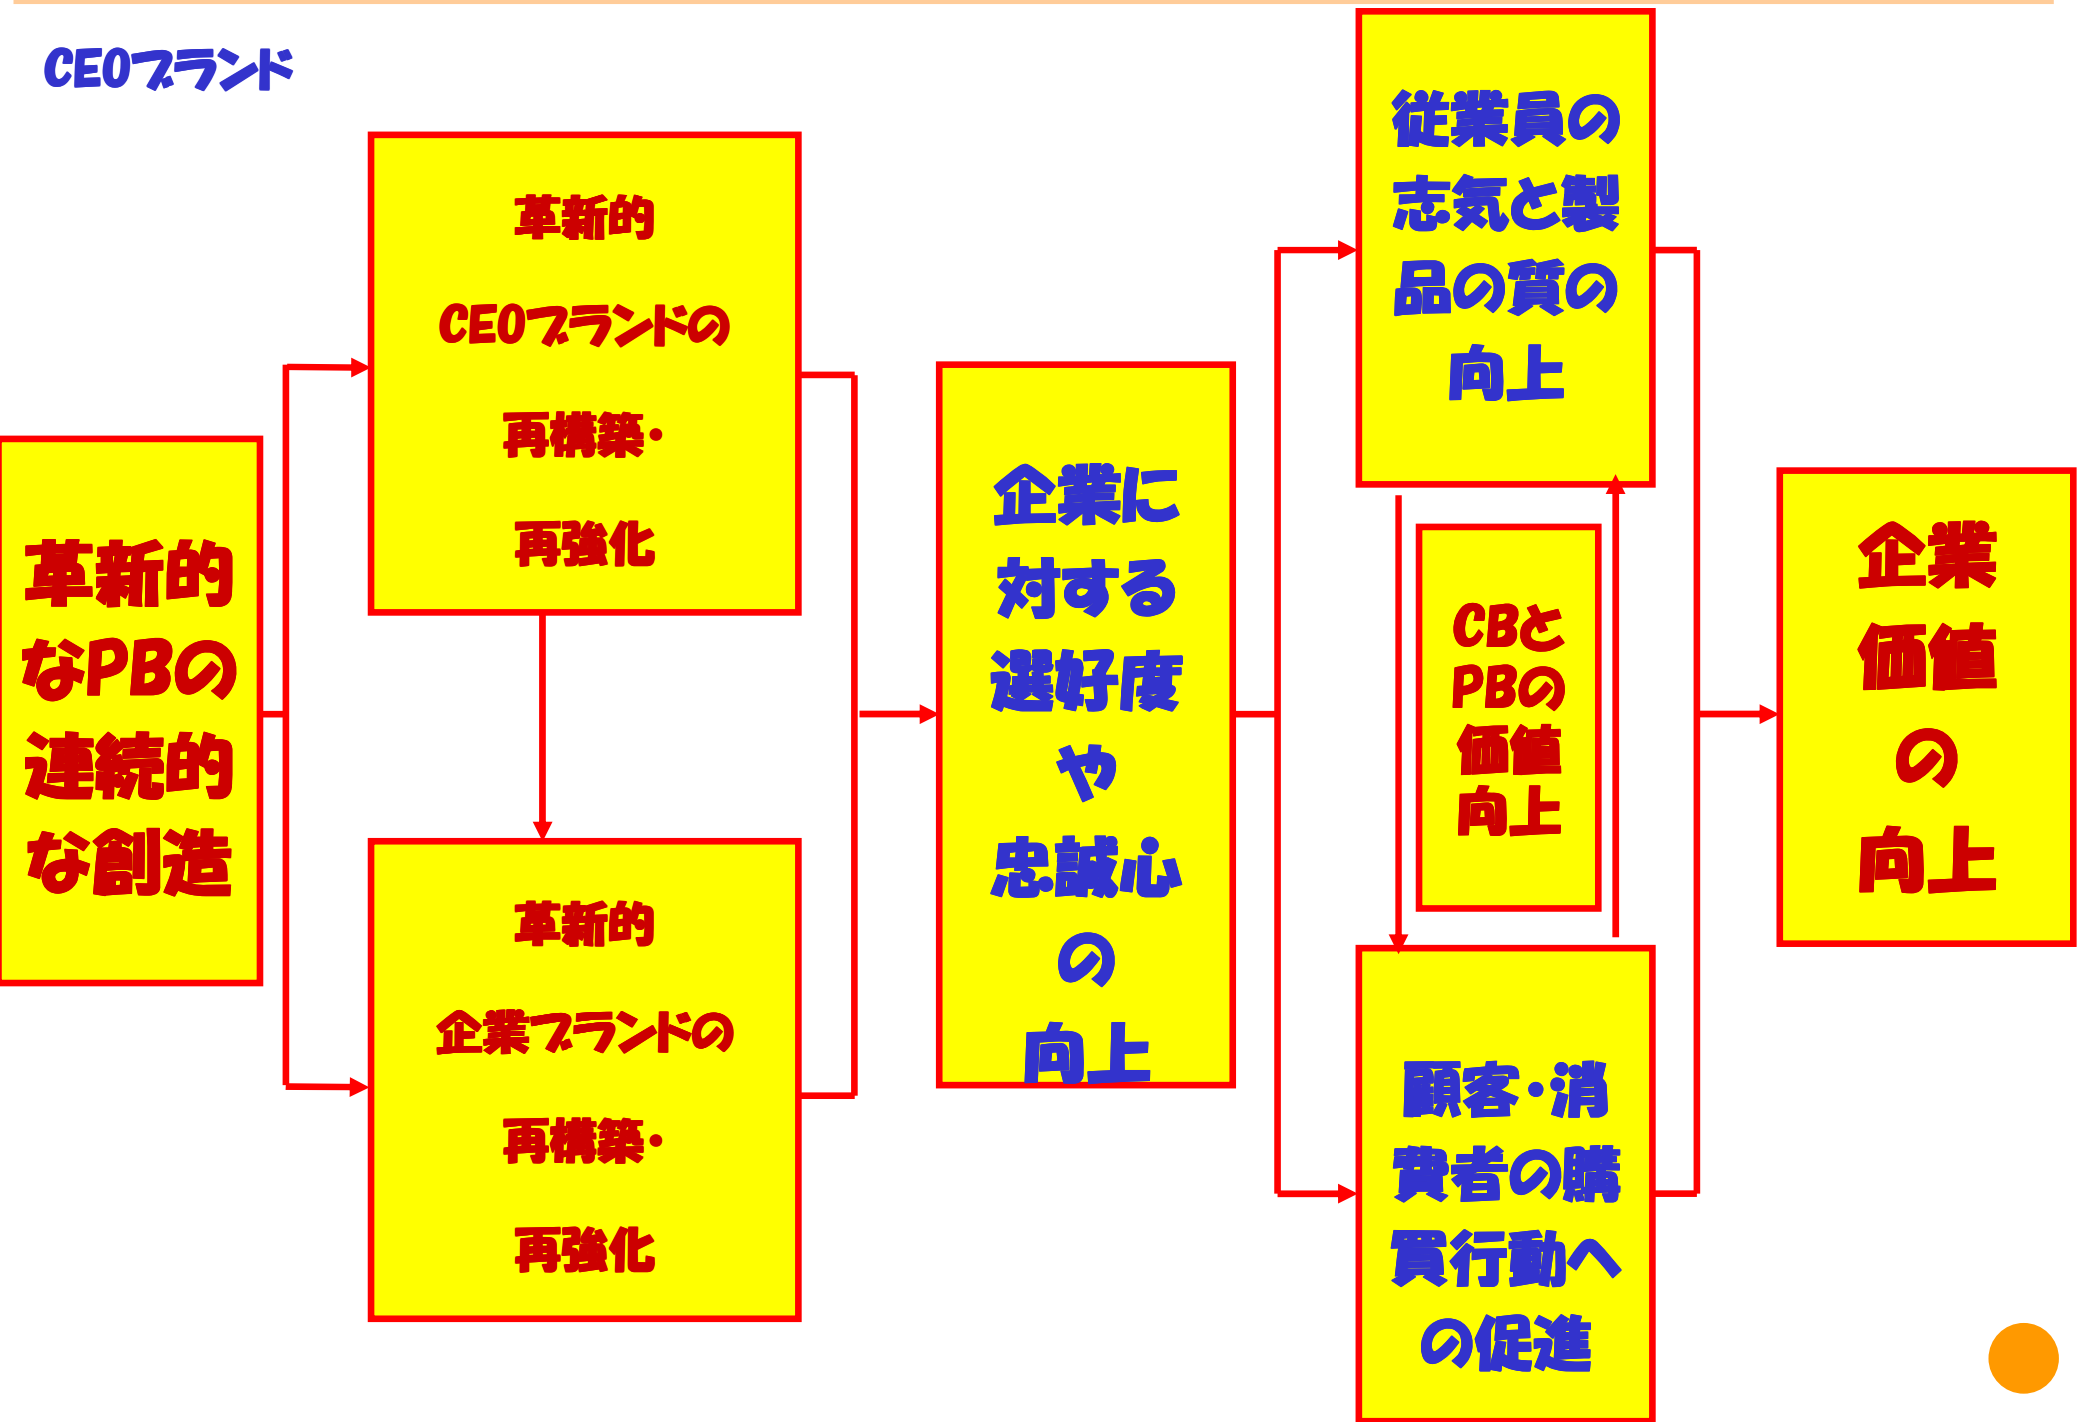 CEOブランド
革新的
なPBの
連続的
な創造
革新的
CEOブランドの
再構築・
再強化
革新的
企業ブランドの
再構築・
再強化
企業に
対する
選好度
や
忠誠心
の
向上
従業員の
志気と製
品の質の
向上
CBと
PBの
価値
向上
顧客・消
費者の購
買行動へ
の促進
企業
価値
の
向上